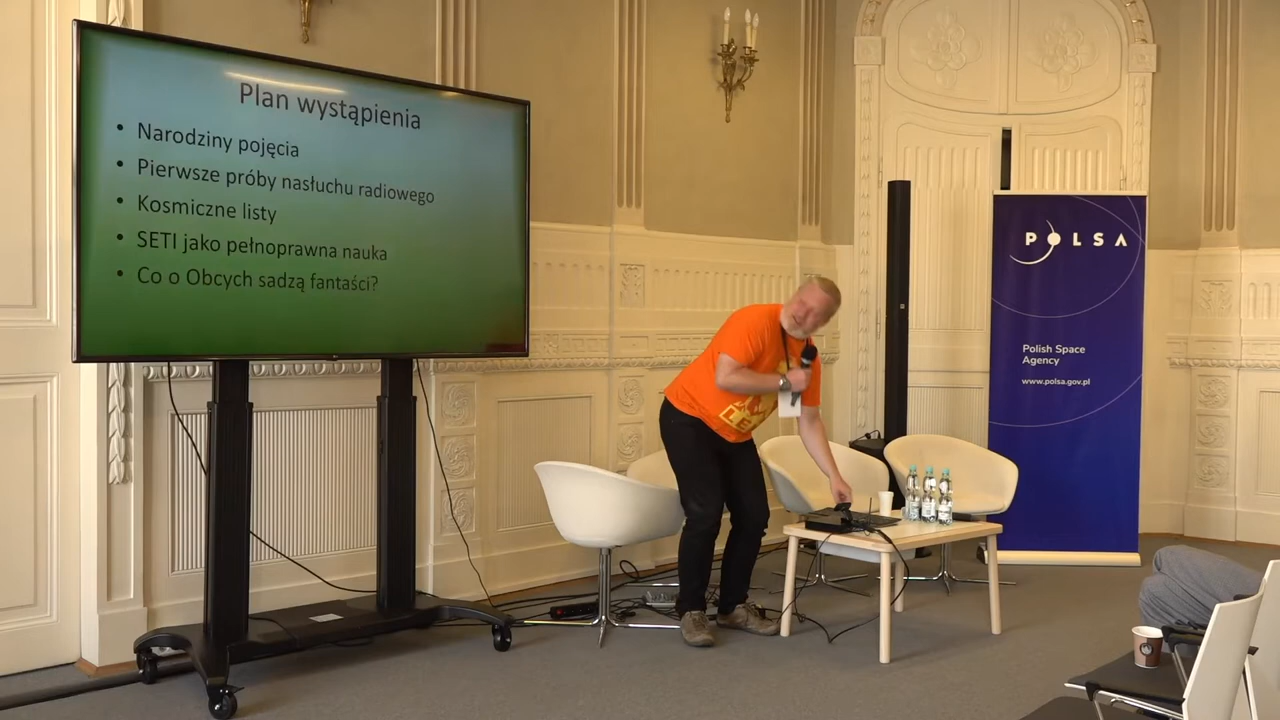 Plan wystąpienia
• Narodziny pojęcia
• Pierwsze próby nasłuchu radiowego
• Kosmiczne listy
• SETI jako pełnoprawna nauka
• Co o Obcych sadzą fantaści?
POLSA
Polish Space
Agency
www.polsa.gov.pl